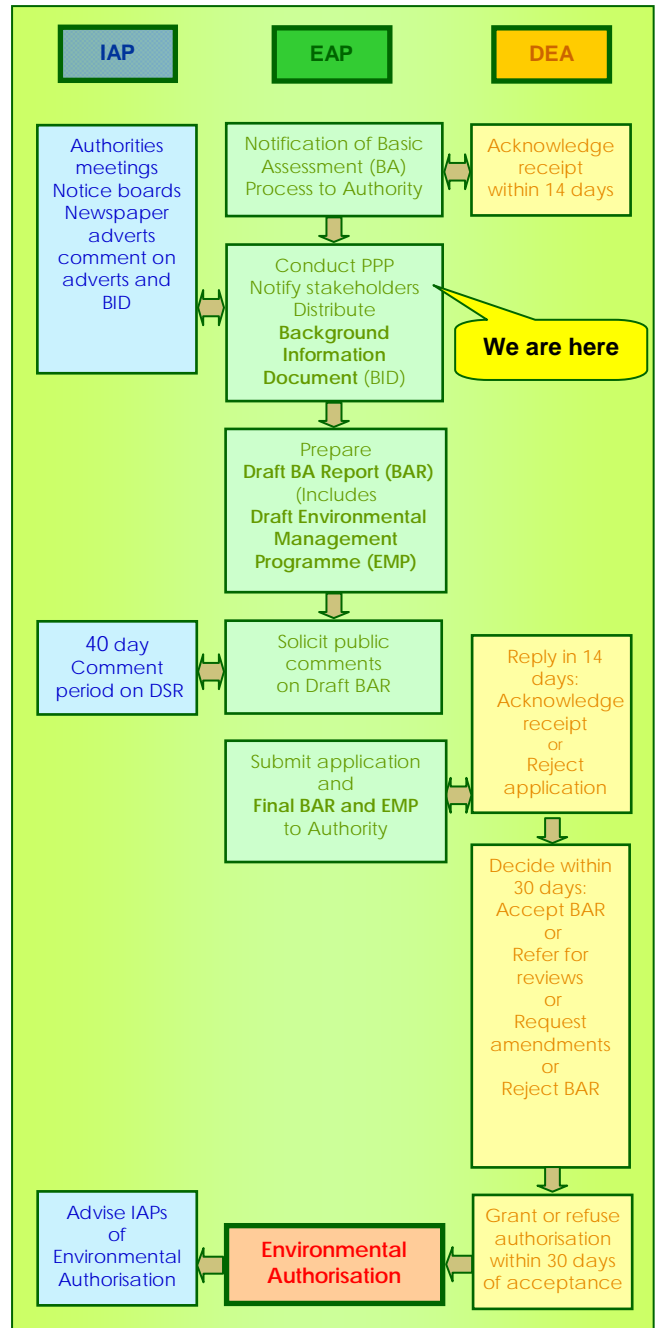 IAP
EAP
DEA
Authorities
meetings
Notice boards
Newspaper
adverts
comment on
adverts and
BID
Notification of Basic
Assessment (BA)
Process to Authority
Acknowledge
receipt
within 14 days
Conduct PPP
Notify stakeholders
Distribute
Background
Information
Document (BID)
We are here
Prepare
Draft BA Report (BAR)
(Includes
Draft Environmental
Management
Programme (EMP)
40 day
Comment
period on DSR
Solicit public
comments
on Draft BAR
Reply in 14
days:
Acknowledge
receipt
or
Reject
application
Submit application
and
Final BAR and EMP
to Authority
Decide within
30 days:
Accept BAR
or
Refer for
reviews
or
Request
amendments
or
Reject BAR
Advise IAPs
of
Environmental
Authorisation
Environmental
Authorisation
Grant or refuse
authorisation
within 30 days
of acceptance